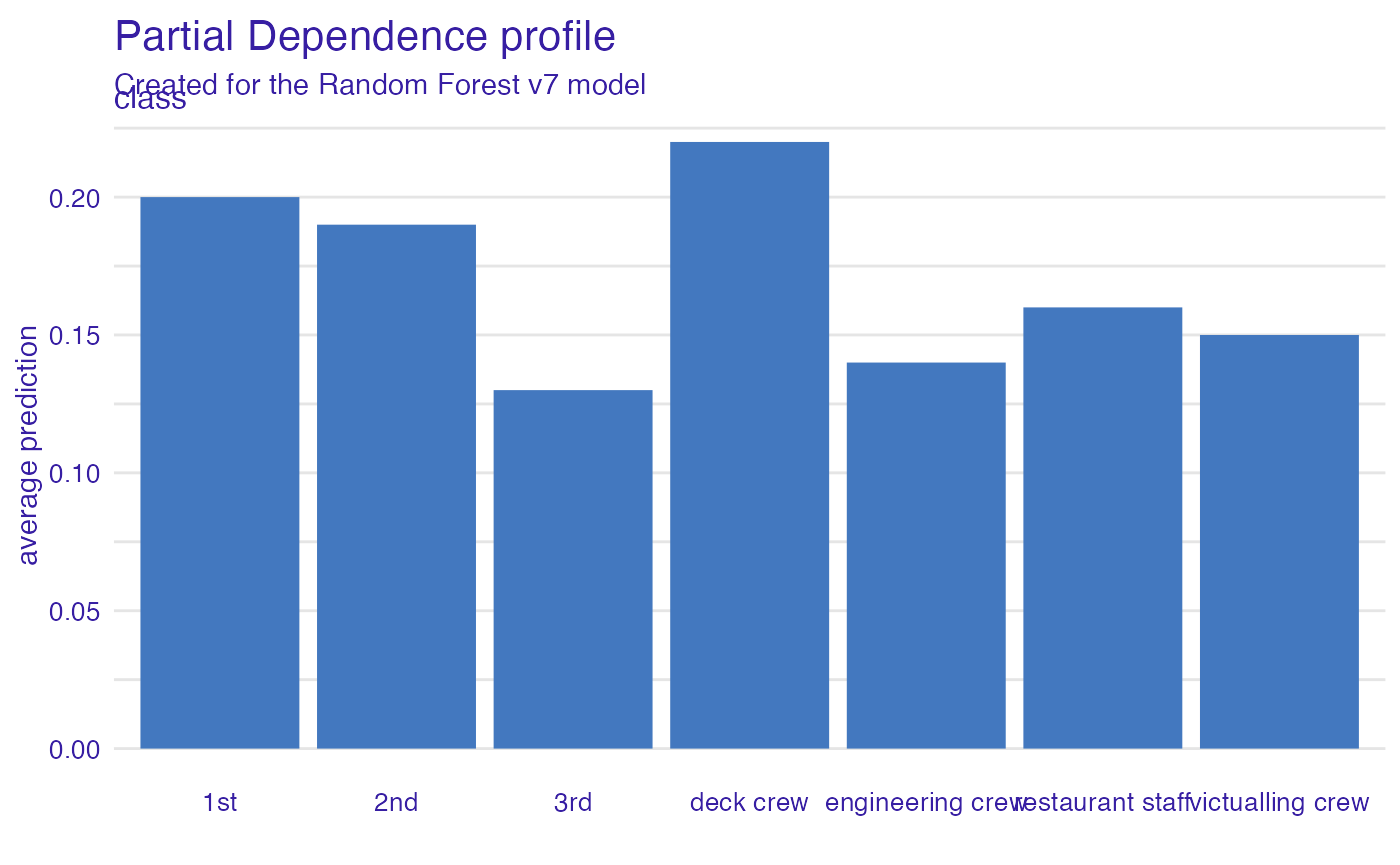 Partial Dependence profile
Created for the Random Forest v7 model
class
average prediction
0.20
0.15
0.10
0.05
0.00
1st 2nd 3rd deck crew engineering crew restaurant staff victualling crew